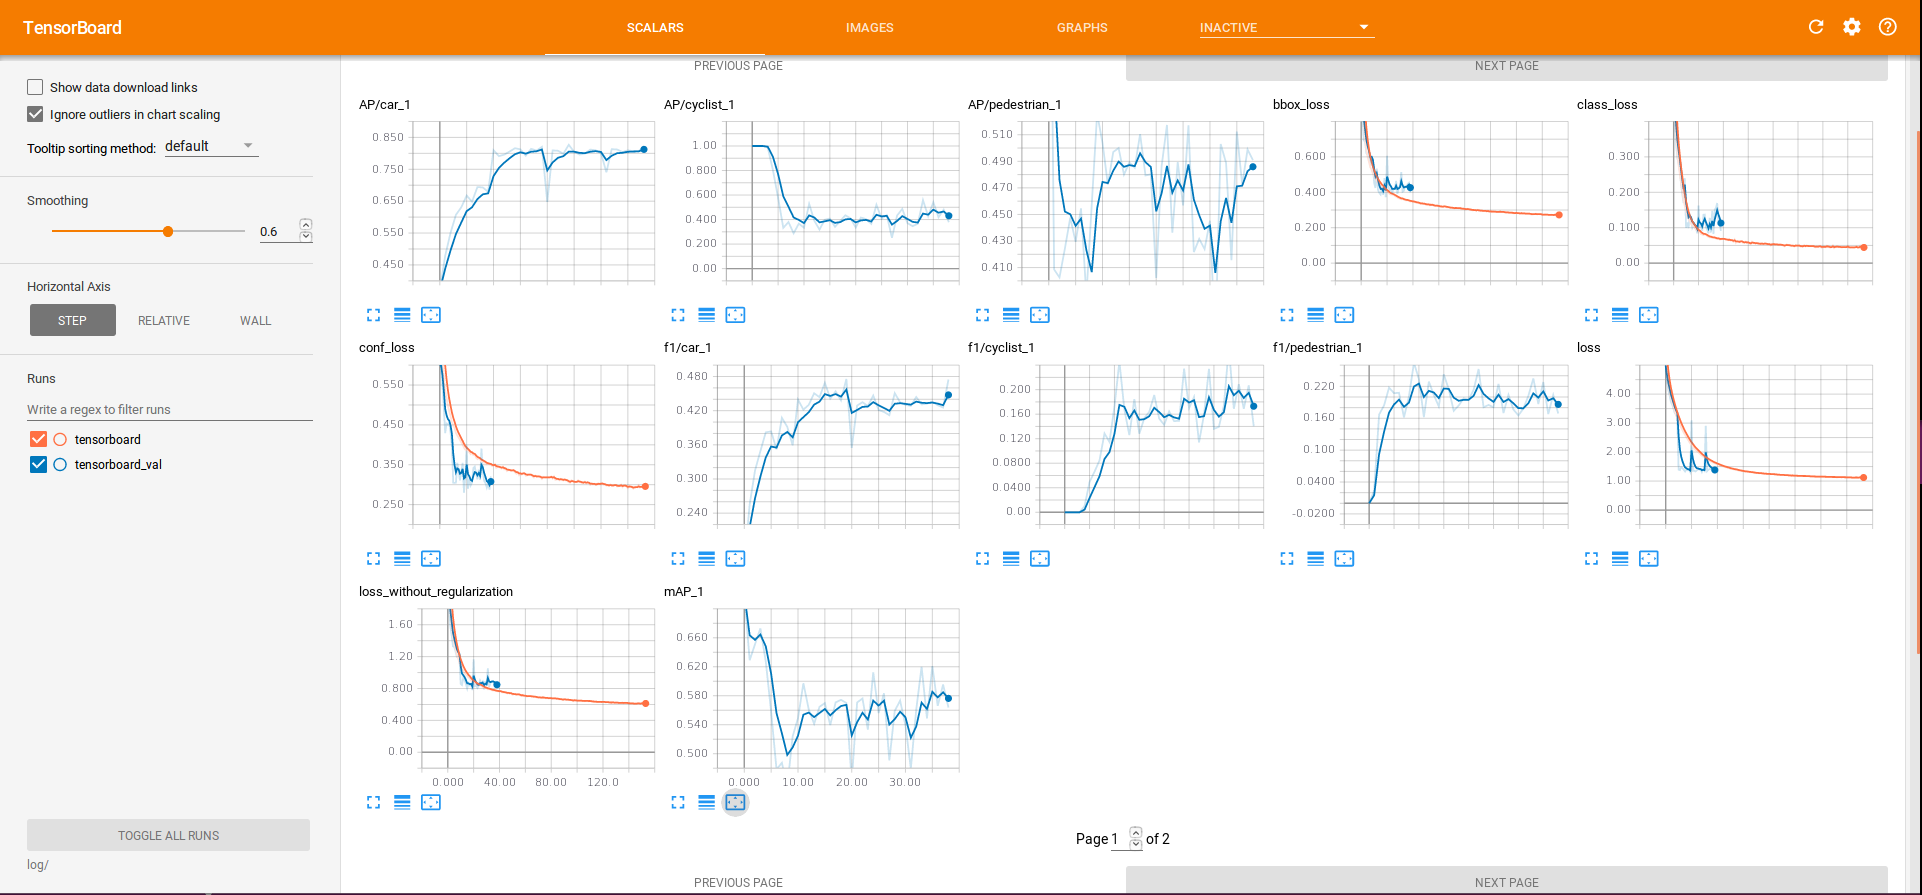 TensorBoard
SCALARS
IMAGES
GRAPHS
INACTIVE
Show data download links
Ignore outliers in chart scaling
Tooltip sorting method: default
Smoothing
0.6
Horizontal Axis
STEP RELATIVE WALL
Runs
Write a regex to filter runs
tensorboard
tensorboard_val
TOGGLE ALL RUNS
log/
PREVIOUS PAGE NEXT PAGE
AP/car_1
0.850
0.750
0.650
0.550
0.450
AP/cyclist_1
1.00
0.800
0.600
0.400
0.200
0.00
AP/pedestrian_1
0.510
0.490
0.470
0.450
0.430
0.410
bbox_loss
0.600
0.400
0.200
0.00
class_loss
0.300
0.200
0.100
0.00
conf_loss
0.550
0.450
0.350
0.250
f1/car_1
0.480
0.420
0.360
0.300
0.240
f1/cyclist_1
0.200
0.160
0.120
0.0800
0.0400
0.00
f1/pedestrian_1
0.220
0.160
0.100
0.0400
-0.0200
loss
4.00
3.00
2.00
1.00
0.00
loss_without_regularization
1.60
1.20
0.800
0.400
0.00
0.000 40.00 80.00 120.0
mAP_1
0.660
0.620
0.580
0.540
0.500
0.000 10.00 20.00 30.00
Page 1 of 2
PREVIOUS PAGE NEXT PAGE